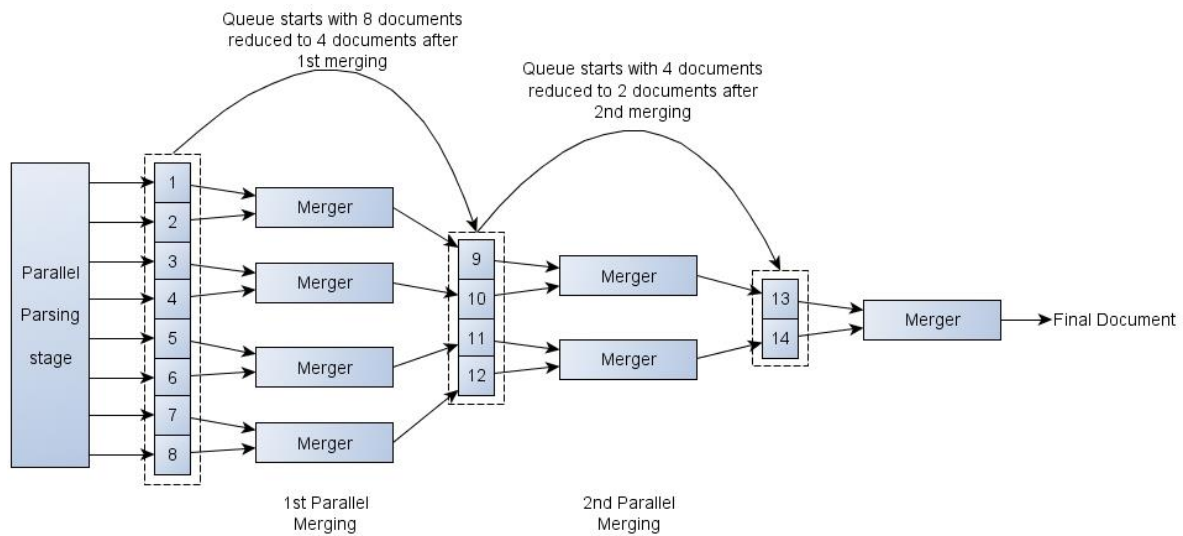 Queue starts with 8 documents
reduced to 4 documents after
1st merging
Queue starts with 4 documents
reduced to 2 documents after
2nd merging
Parallel
Parsing
stage
1
2
3
4
5
6
7
8
Merger
Merger
Merger
Merger
9
10
11
12
Merger
Merger
13
14
Merger
Final Document
1st Parallel
Merging
2nd Parallel
Merging